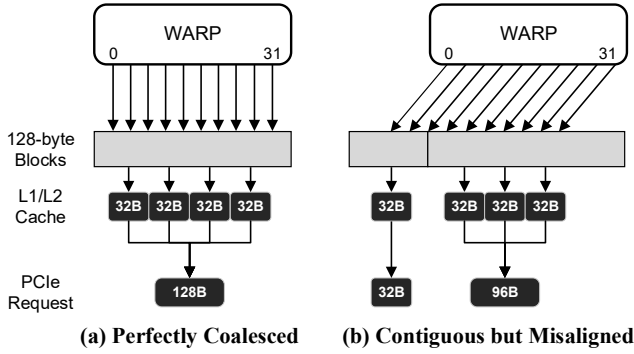 WARP
0 31
WARP
0 31
128-byte
Blocks
L1/L2
Cache
32B 32B 32B 32B
32B
32B 32B 32B
PCIe
Request
128B
32B
96B
(a) Perfectly Coalesced
(b) Contiguous but Misaligned